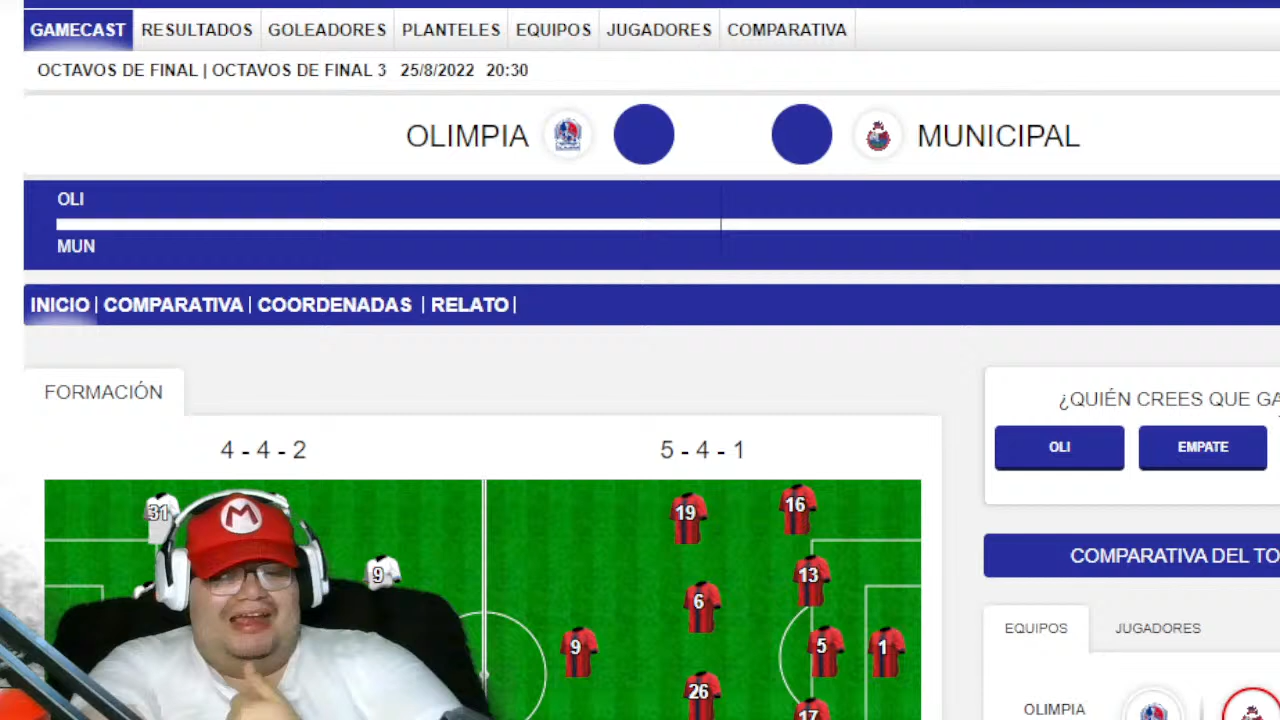 GAMECAST RESULTADOS GOLEADORES PLANTELES EQUIPOS JUGADORES COMPARATIVA
OCTAVOS DE FINAL | OCTAVOS DE FINAL 3 25/8/2022 20:30
OLIMPIA MUNICIPAL
OLI
MUN
INICIO | COMPARATIVA | COORDENADAS | RELATO |
FORMACIÓN
¿QUIÉN CREES QUE GA
4 - 4 - 2 5 - 4 - 1
OLI EMPATE
31 19 16
M
9 13
6
9 5 1
26
17
COMPARATIVA DEL TO
EQUIPOS JUGADORES
OLIMPIA